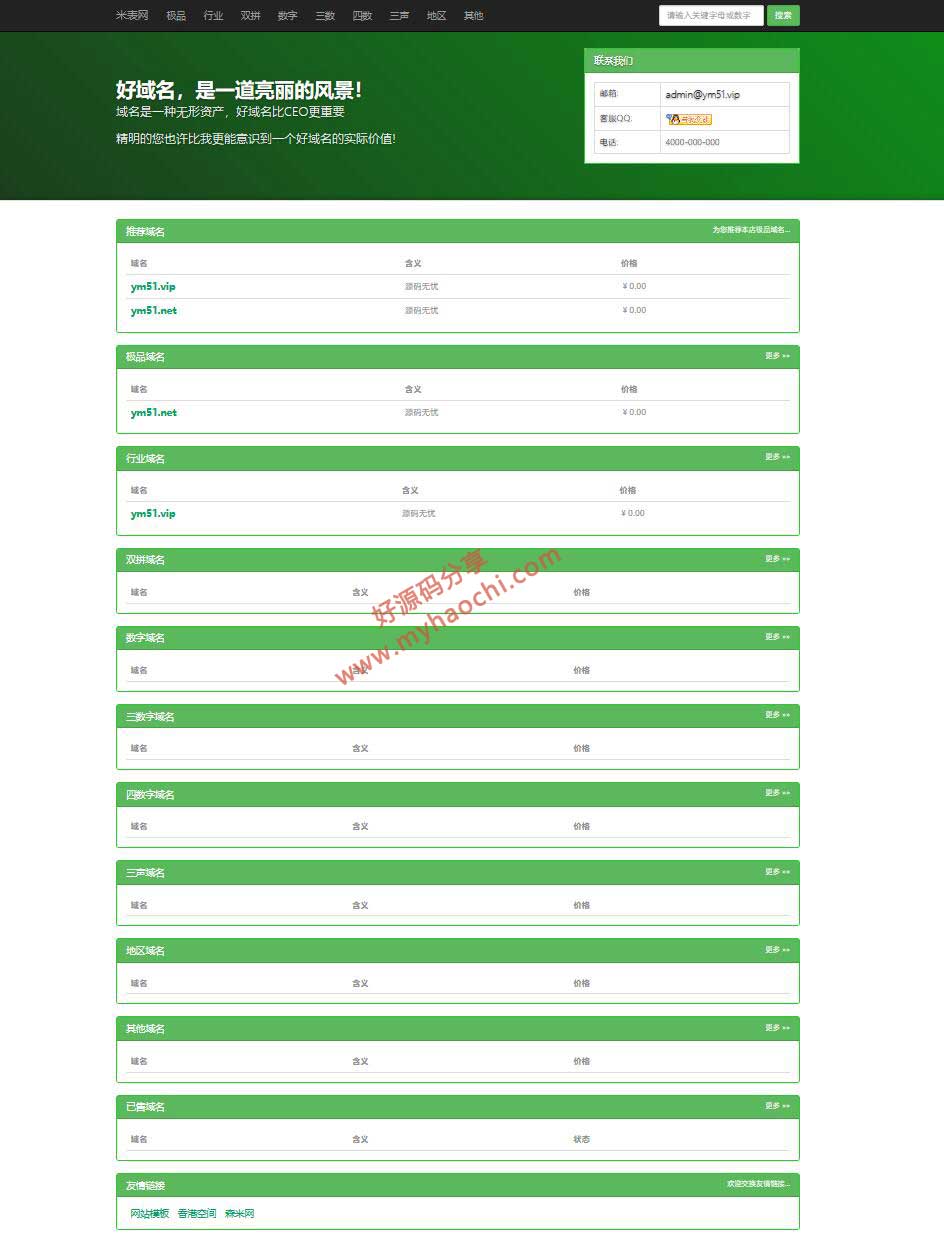 米表网 极品 行业 双拼 数字 三数 四数 三声 地区 其他 请输入关键字母或数字 搜索
好域名，是一道亮丽的风景！
域名是一种无形资产，好域名比CEO更重要
精明的您也许比我更能意识到一个好域名的实际价值!
联系我们
邮箱: admin@ym51.vip
客服QQ:
电话: 4000-000-000
推荐域名 为您推荐本店极品域名...
域名 含义 价格
ym51.vip 源码无忧 ￥0.00
ym51.net 源码无忧 ￥0.00
极品域名 更多 »»
域名 含义 价格
ym51.net 源码无忧 ￥0.00
行业域名 更多 »»
域名 含义 价格
ym51.vip 源码无忧 ￥0.00
双拼域名 更多 »»
域名 含义 价格
好源码分享
www.myhaochi.com
数字域名 更多 »»
域名 含义 价格
三数字域名 更多 »»
域名 含义 价格
四数字域名 更多 »»
域名 含义 价格
三声域名 更多 »»
域名 含义 价格
地区域名 更多 »»
域名 含义 价格
其他域名 更多 »»
域名 含义 价格
已售域名 更多 »»
域名 含义 状态
友情链接 欢迎交换友情链接...
网站模板 香港空间 森米网